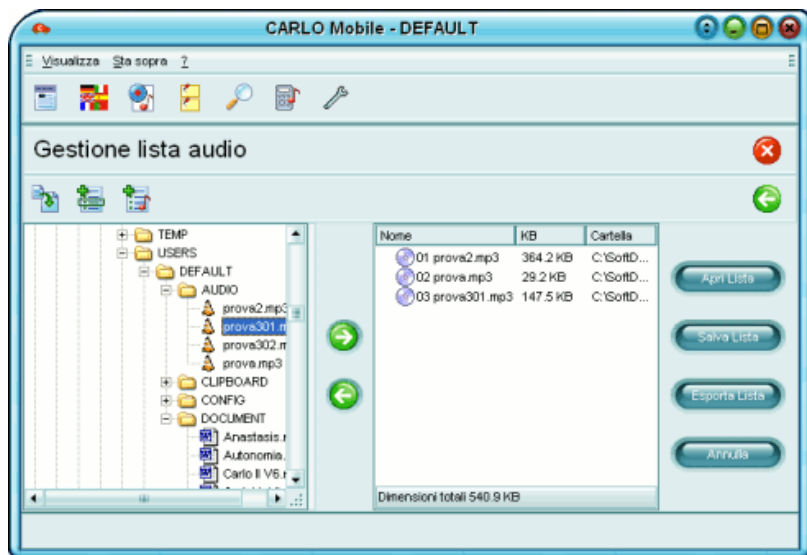 CARLO Mobile - DEFAULT
Visualizza Sta sopra ?
Gestione lista audio
TEMP
USERS
DEFAULT
AUDIO
prova2.mp3
prova301.m
prova302.m
prova.mp3
CLIPBOARD
CONFIG
DOCUMENT
Anastasis.r
Autonomia.
Carlo II V6.r
Nome KB Cartella
01 prova2.mp3 364.2 KB C:\SoftD...
02 prova.mp3 29.2 KB C:\SoftD...
03 prova301.mp3 147.5 KB C:\SoftD...
Dimensioni totali 540.9 KB
Apri Lista
Salva Lista
Esporta Lista
Annulla